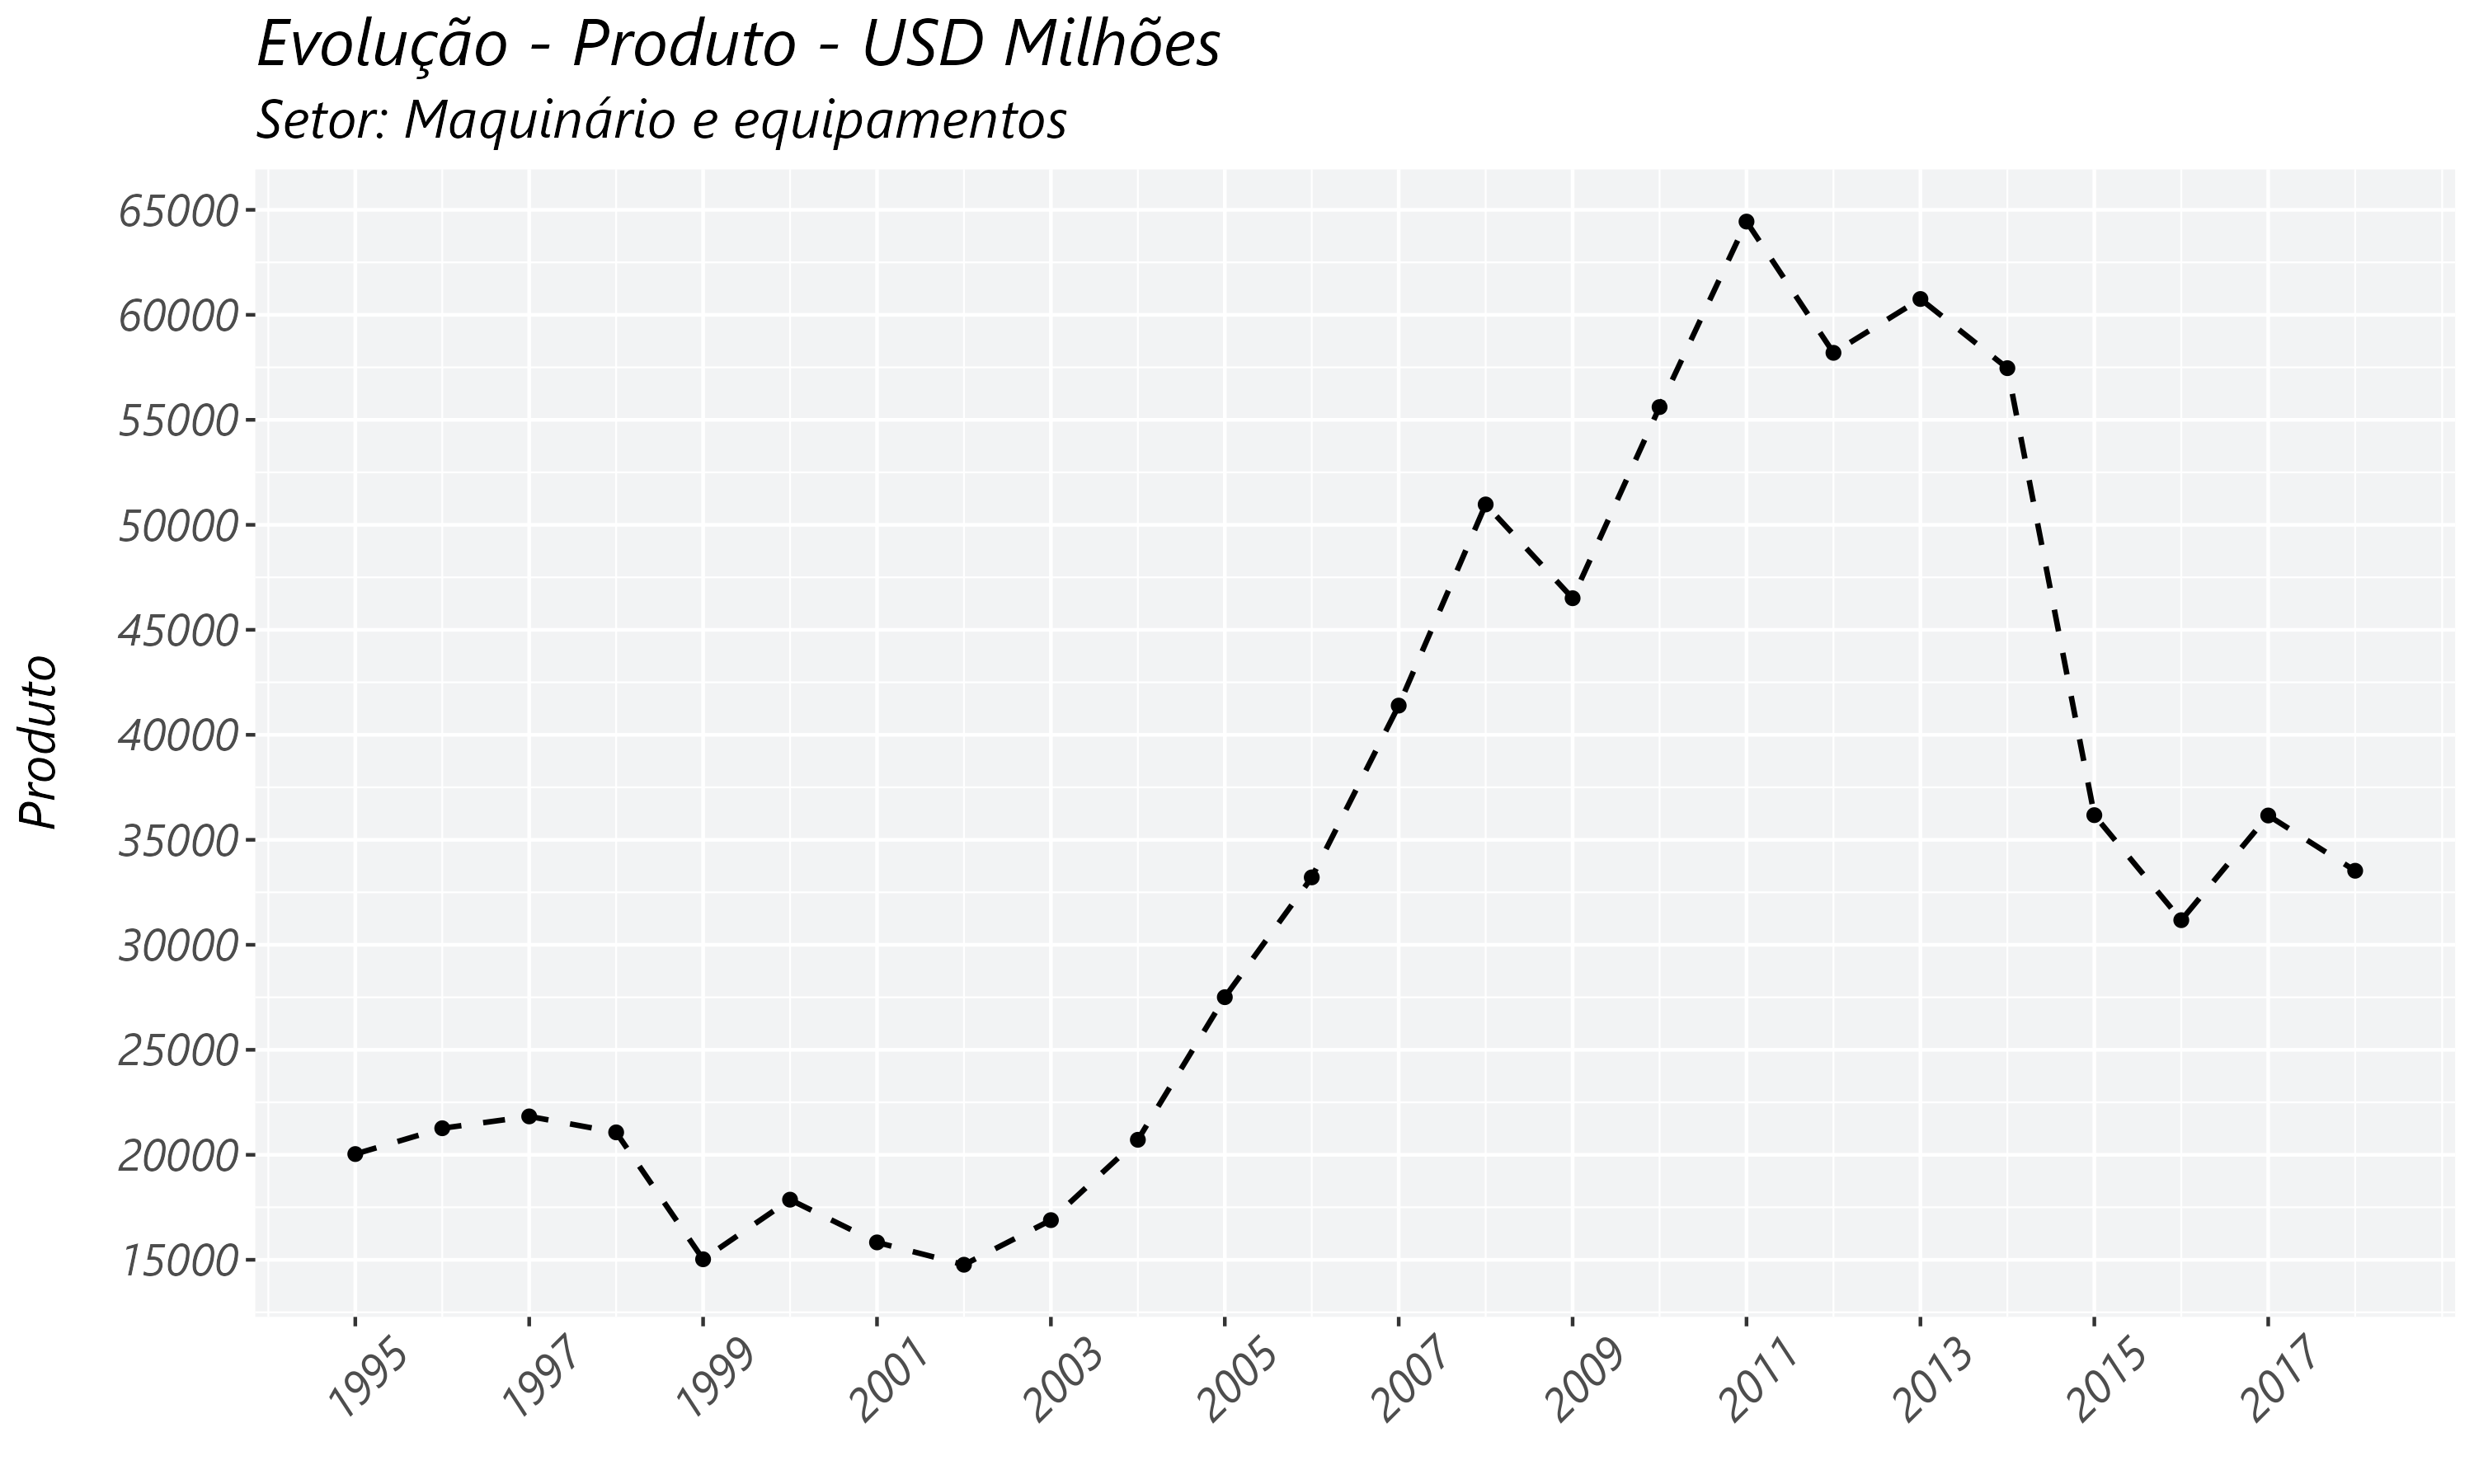 Evolução - Produto - USD Milhões
Setor: Maquinário e equipamentos
65000
60000
55000
50000
45000
40000
35000
30000
25000
20000
15000
Produto
1995 1997 1999 2001 2003 2005 2007 2009 2011 2013 2015 2017